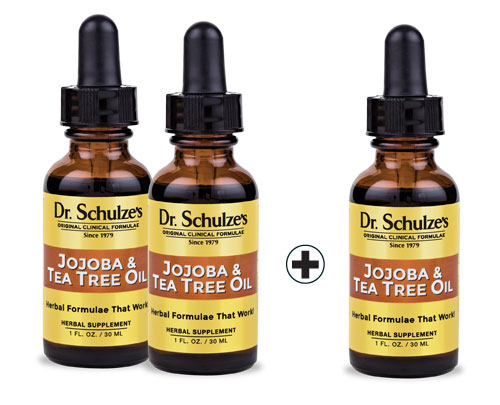 Dr. Schulze's
ORIGINAL CLINICAL FORMULAE
Since 1979
JOJOBA &
TEA TREE OIL
Herbal Formulae That Work!
HERBAL SUPPLEMENT
1 FL. OZ. / 30 ML
Dr. Schulze's
ORIGINAL CLINICAL FORMULAE
Since 1979
JOJOBA &
TEA TREE OIL
Herbal Formulae That Work!
HERBAL SUPPLEMENT
1 FL. OZ. / 30 ML
+
Dr. Schulze's
ORIGINAL CLINICAL FORMULAE
Since 1979
JOJOBA &
TEA TREE OIL
Herbal Formulae That Work!
HERBAL SUPPLEMENT
1 FL. OZ. / 30 ML